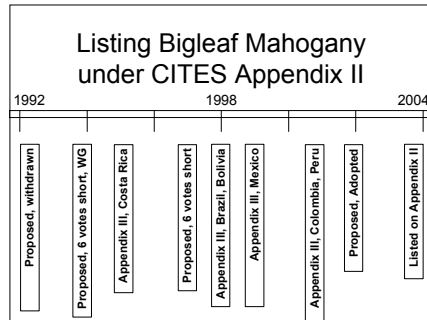 Listing Bigleaf Mahogany
under CITES Appendix II
1992
1998
2004
Proposed, withdrawn
Proposed, 6 votes short, WG
Appendix III, Costa Rica
Proposed, 6 votes short
Appendix III, Brazil, Bolivia
Appendix III, Mexico
Appendix III, Colombia, Peru
Proposed, Adopted
Listed on Appendix II